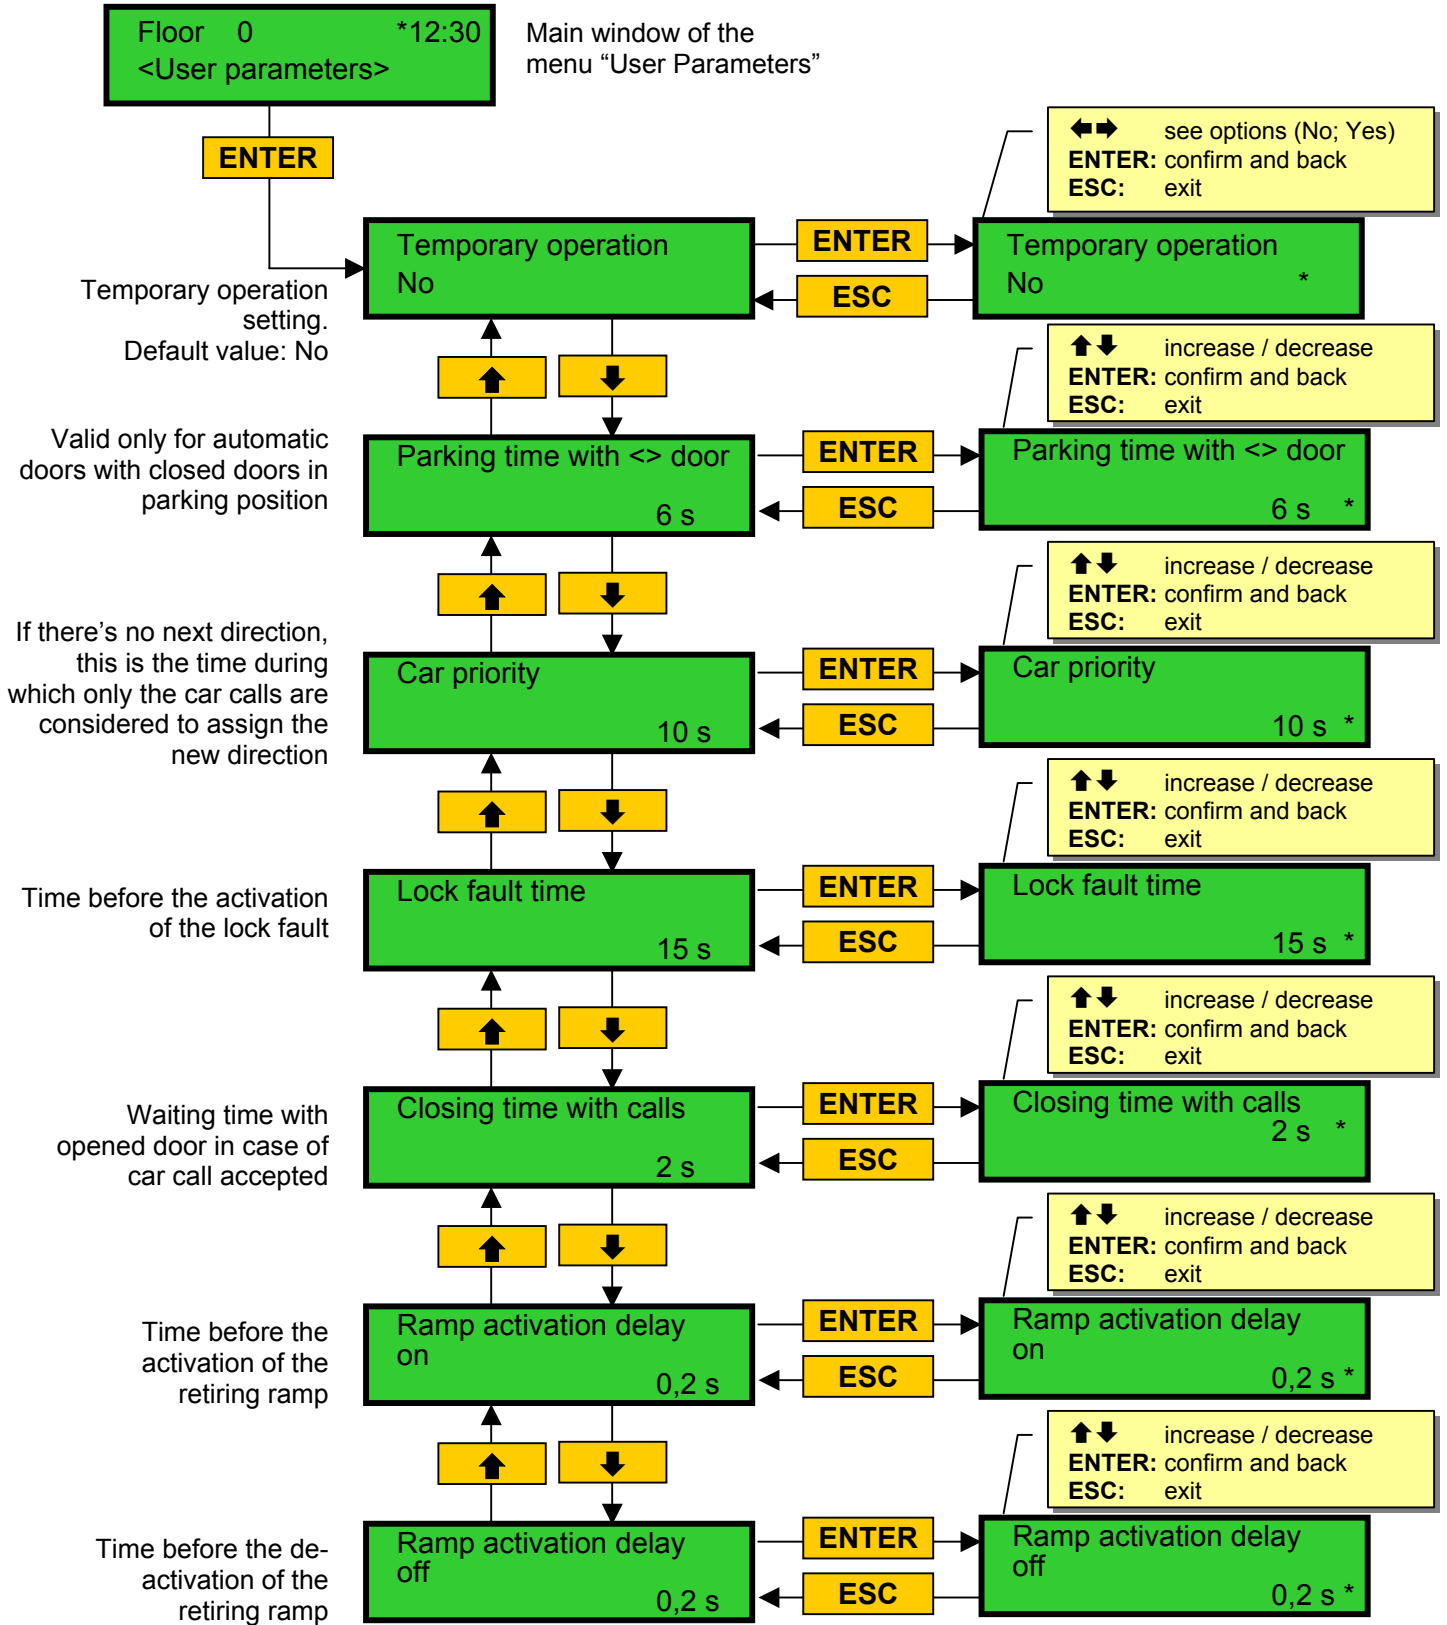 Floor 0 *12:30
<User parameters>
Main window of the
menu “User Parameters”
ENTER
⬅➡ see options (No; Yes)
ENTER: confirm and back
ESC: exit
Temporary operation
No
ENTER
ESC
Temporary operation
No *
Temporary operation
setting.
Default value: No
⬆ ⬇
⬆⬇ increase / decrease
ENTER: confirm and back
ESC: exit
Valid only for automatic
doors with closed doors in
parking position
Parking time with <> door
6 s
ENTER
ESC
Parking time with <> door
6 s *
⬆ ⬇
⬆⬇ increase / decrease
ENTER: confirm and back
ESC: exit
If there’s no next direction,
this is the time during
which only the car calls are
considered to assign the
new direction
Car priority
10 s
ENTER
ESC
Car priority
10 s *
⬆ ⬇
⬆⬇ increase / decrease
ENTER: confirm and back
ESC: exit
Time before the activation
of the lock fault
Lock fault time
15 s
ENTER
ESC
Lock fault time
15 s *
⬆ ⬇
⬆⬇ increase / decrease
ENTER: confirm and back
ESC: exit
Waiting time with
opened door in case of
car call accepted
Closing time with calls
2 s
ENTER
ESC
Closing time with calls
2 s *
⬆ ⬇
⬆⬇ increase / decrease
ENTER: confirm and back
ESC: exit
Time before the
activation of the
retiring ramp
Ramp activation delay
on
0,2 s
ENTER
ESC
Ramp activation delay
on
0,2 s *
⬆ ⬇
⬆⬇ increase / decrease
ENTER: confirm and back
ESC: exit
Time before the de-
activation of the
retiring ramp
Ramp activation delay
off
0,2 s
ENTER
ESC
Ramp activation delay
off
0,2 s *